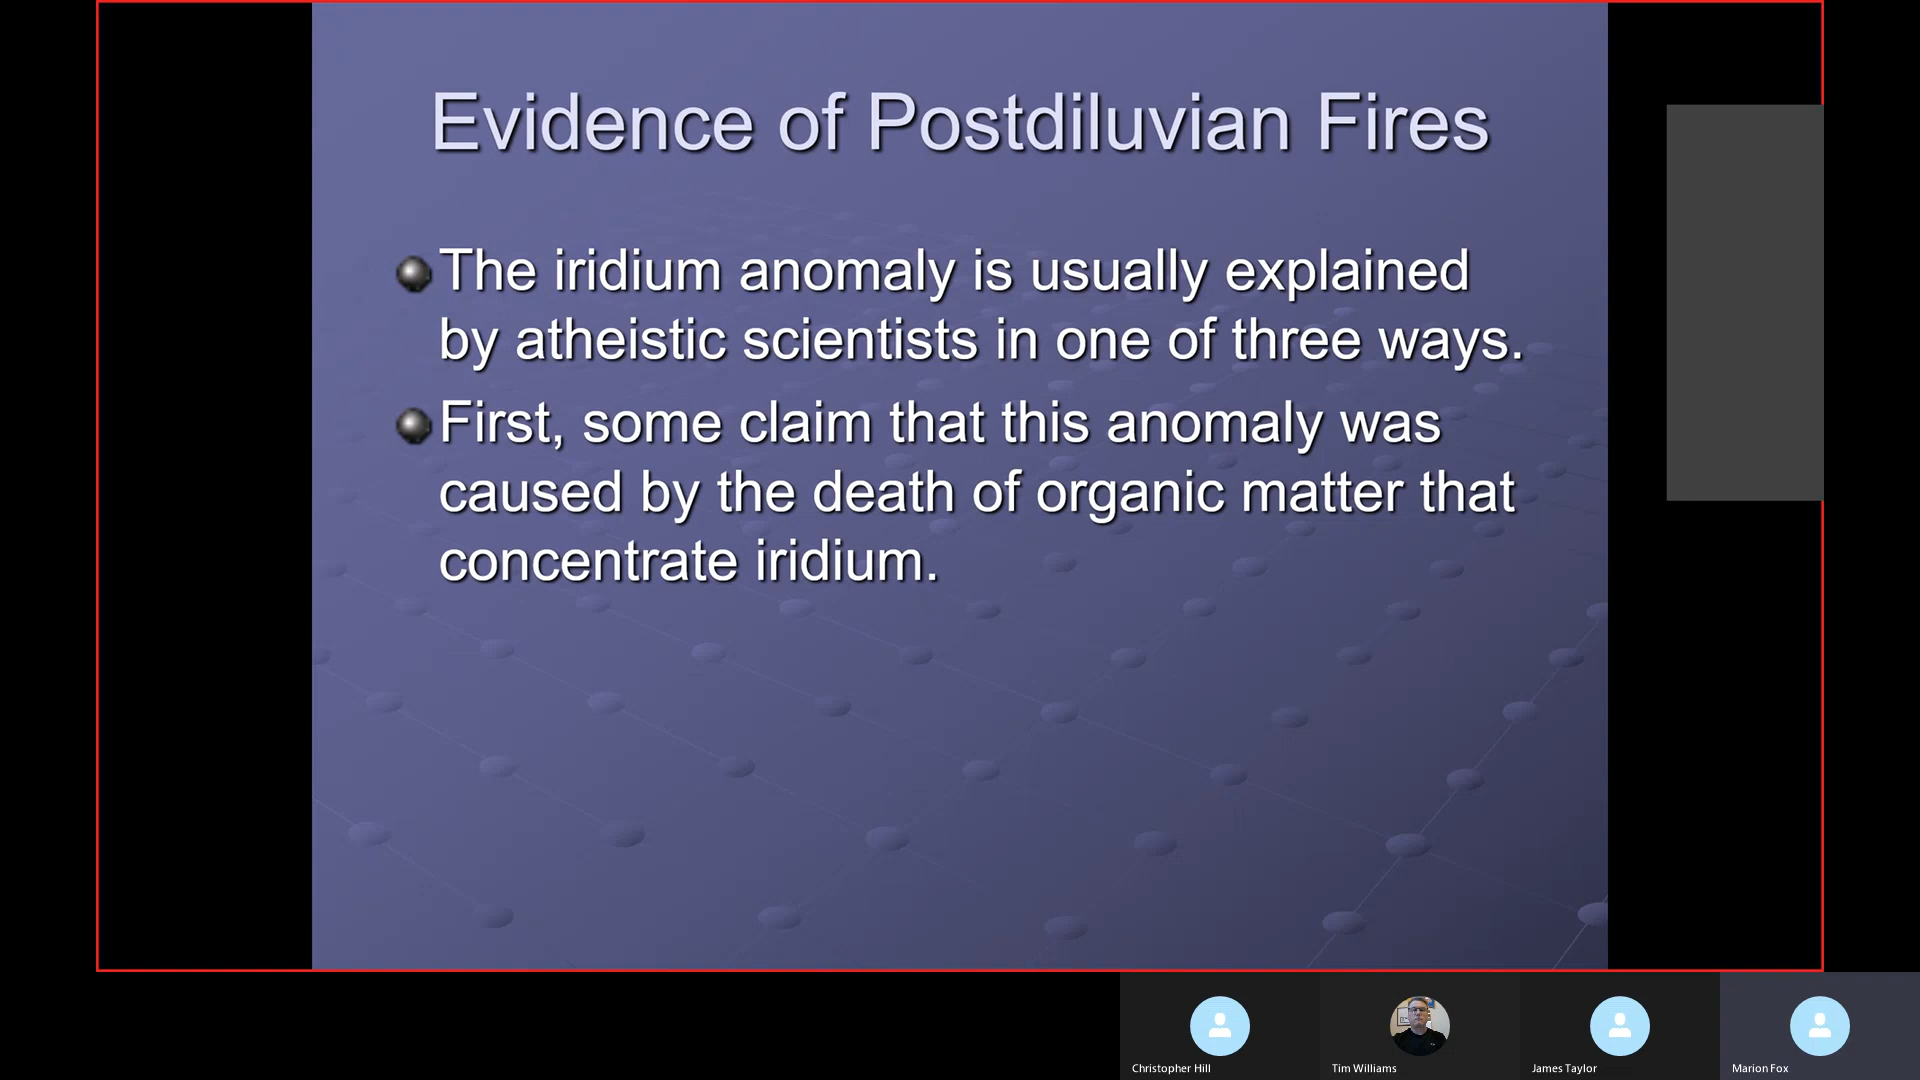 Evidence of Postdiluvian Fires
The iridium anomaly is usually explained
by atheistic scientists in one of three ways.
First, some claim that this anomaly was
caused by the death of organic matter that
concentrate iridium.
Christopher Hill
Tim Williams
James Taylor
Marion Fox